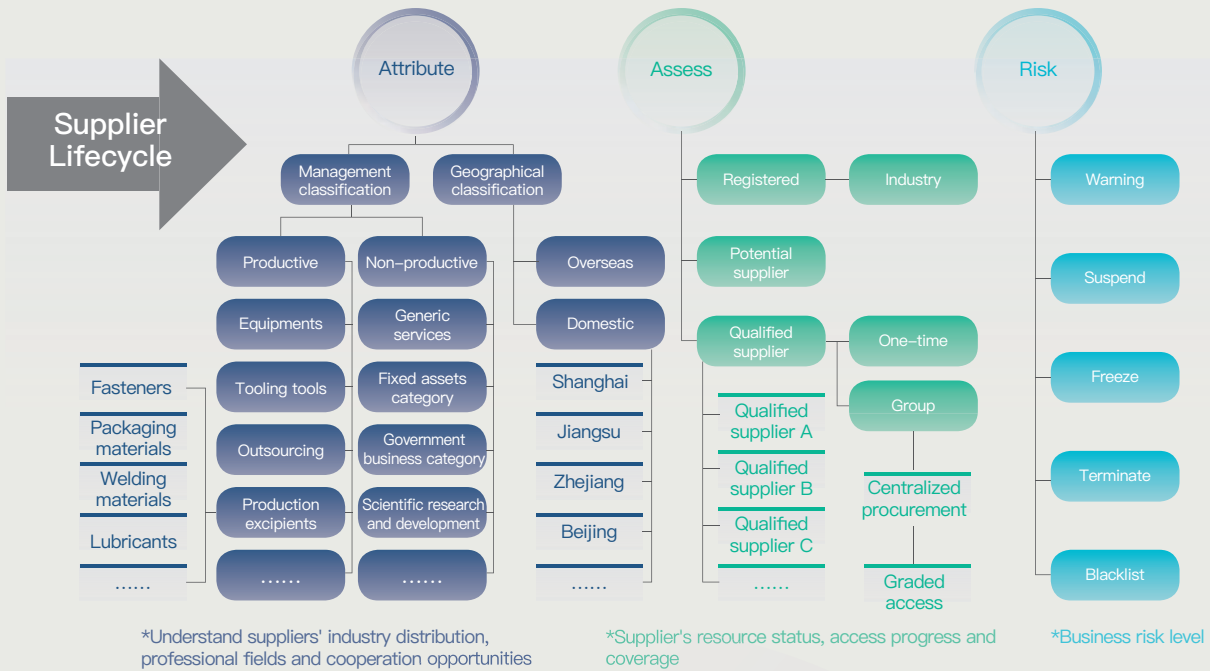 Supplier
Lifecycle
Attribute
Management
classification
Geographical
classification
Productive
Non-productive
Equipments
Generic
services
Tooling tools
Fixed assets
category
Outsourcing
Government
business category
Production
excipients
Scientific research
and development
......
......
Fasteners
Packaging
materials
Welding
materials
Lubricants
......
Overseas
Domestic
Shanghai
Jiangsu
Zhejiang
Beijing
......
*Understand suppliers' industry distribution,
professional fields and cooperation opportunities
Assess
Registered
Industry
Potential
supplier
Qualified
supplier
One-time
Group
Qualified
supplier A
Qualified
supplier B
Qualified
supplier C
......
Centralized
procurement
Graded
access
*Supplier's resource status, access progress and
coverage
Risk
Warning
Suspend
Freeze
Terminate
Blacklist
*Business risk level